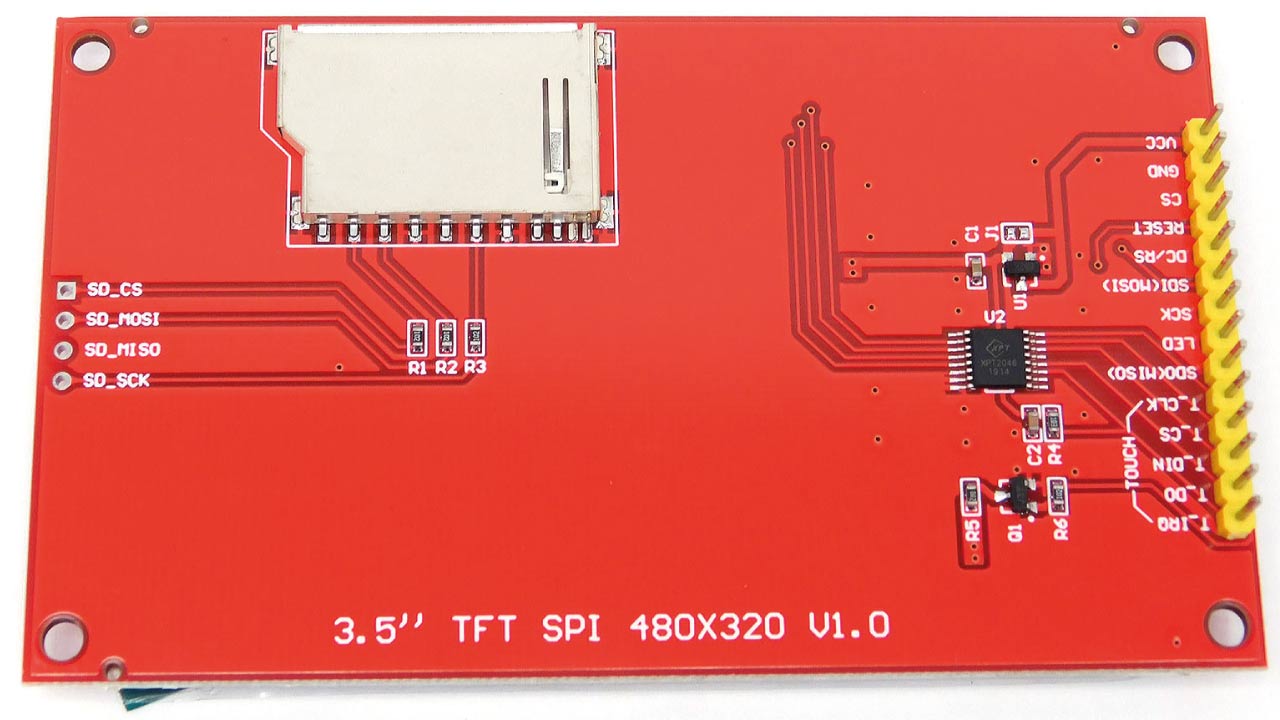 VCC
GND
CS
RESET
DC/RS
SDI(MOSI)
SCK
LED
SDO(MISO)
T_CLK
T_CS
T_DIN
T_DO
T_IRQ
TOUCH
C1
J1
U1
U2
XPT
XPT2046
1914
C2
R4
R5
Q1
R6
SD_CS
SD_MOSI
SD_MISO
SD_SCK
R1 R2 R3
3.5’’ TFT SPI 480X320 V1.0